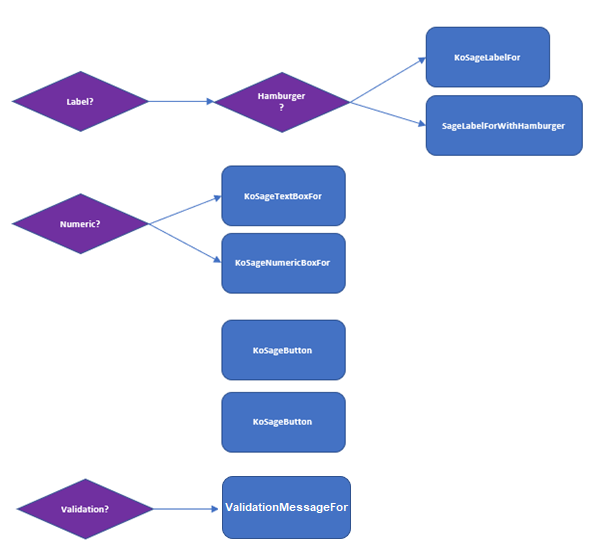 KoSageLabelFor
Label?
Hamburger
?
SageLabelForWithHamburger
KoSageTextBoxFor
Numeric?
KoSageNumericBoxFor
KoSageButton
KoSageButton
Validation?
ValidationMessageFor